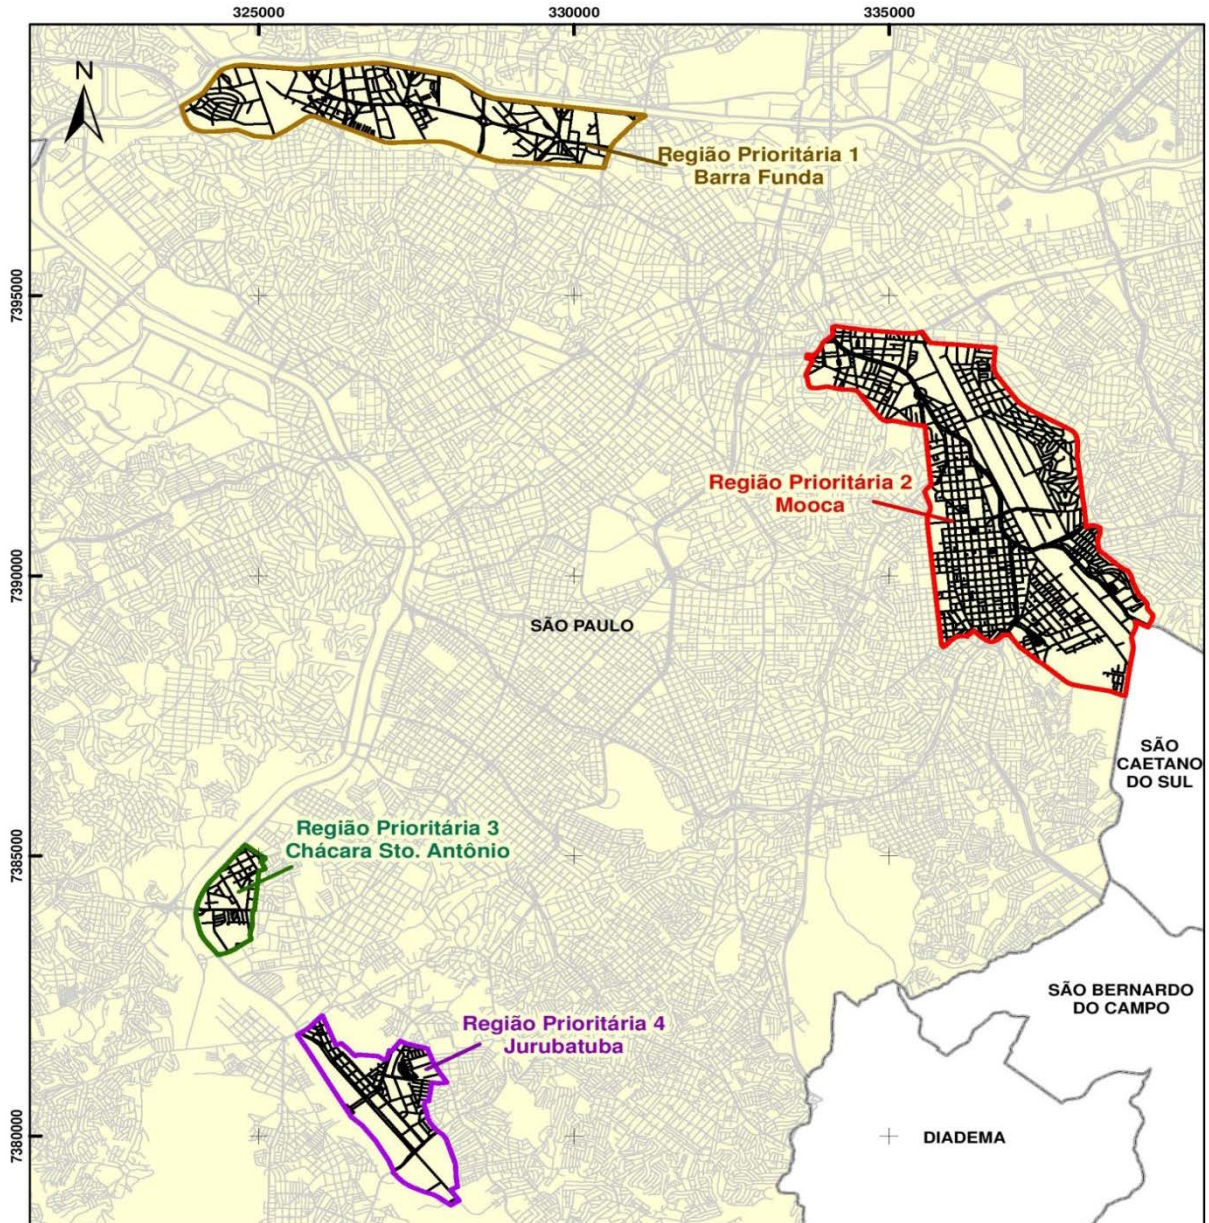 325000
330000
335000
N
Região Prioritária 1
Barra Funda
7395000
Região Prioritária 2
Mooca
7390000
SÃO PAULO
SÃO
CAETANO
DO SUL
Região Prioritária 3
Chácara Sto. Antônio
7385000
SÃO BERNARDO
DO CAMPO
Região Prioritária 4
Jurubatuba
7380000
DIADEMA